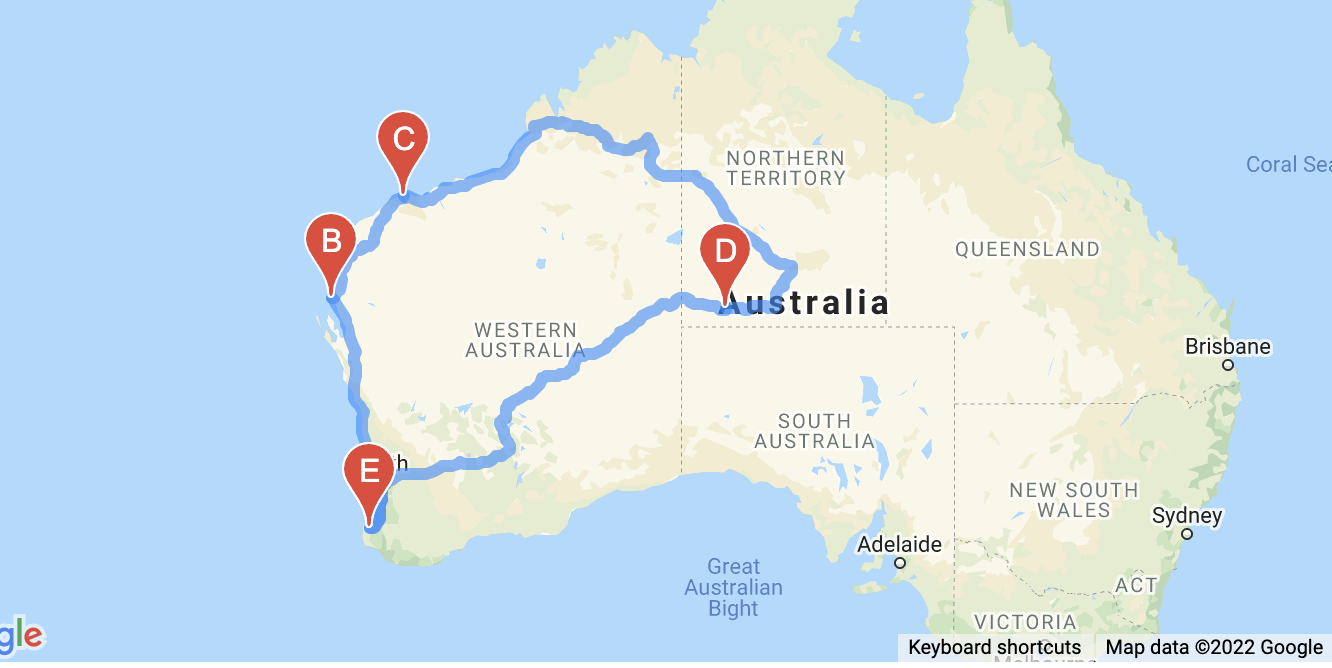 C
Coral Sea
NORTHERN
TERRITORY
B
D
QUEENSLAND
Australia
WESTERN
AUSTRALIA
Brisbane
SOUTH
AUSTRALIA
E
h
NEW SOUTH
WALES
Sydney
Adelaide
Great
Australian
Bight
ACT
VICTORIA
gle
Keyboard shortcuts
Map data ©2022 Google